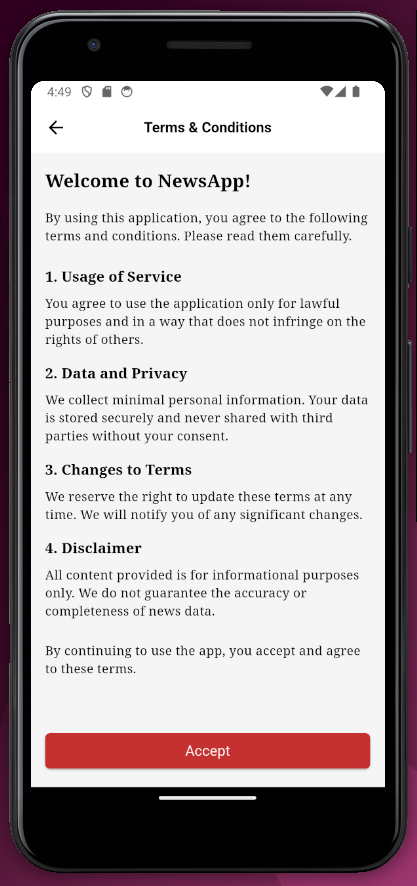 4:49
Terms & Conditions
Welcome to NewsApp!
By using this application, you agree to the following
terms and conditions. Please read them carefully.
1. Usage of Service
You agree to use the application only for lawful
purposes and in a way that does not infringe on the
rights of others.
2. Data and Privacy
We collect minimal personal information. Your data
is stored securely and never shared with third
parties without your consent.
3. Changes to Terms
We reserve the right to update these terms at any
time. We will notify you of any significant changes.
4. Disclaimer
All content provided is for informational purposes
only. We do not guarantee the accuracy or
completeness of news data.
By continuing to use the app, you accept and agree
to these terms.
Accept